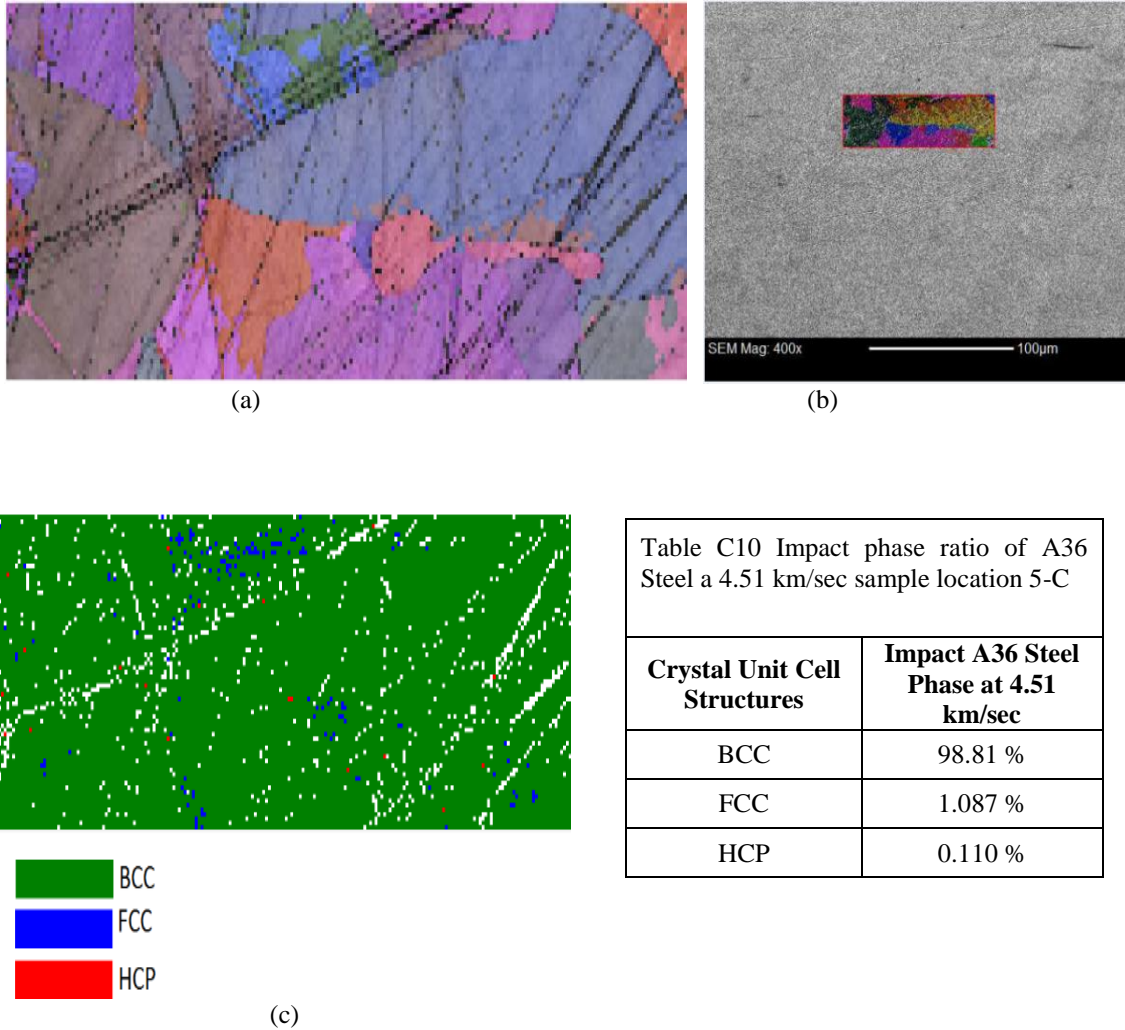 SEM Mag: 400x 100µm
(a) (b)
Table C10 Impact phase ratio of A36
Steel a 4.51 km/sec sample location 5-C
Crystal Unit Cell
Structures
Impact A36 Steel
Phase at 4.51
km/sec
BCC 98.81 %
FCC 1.087 %
HCP 0.110 %
BCC
FCC
HCP
(c)